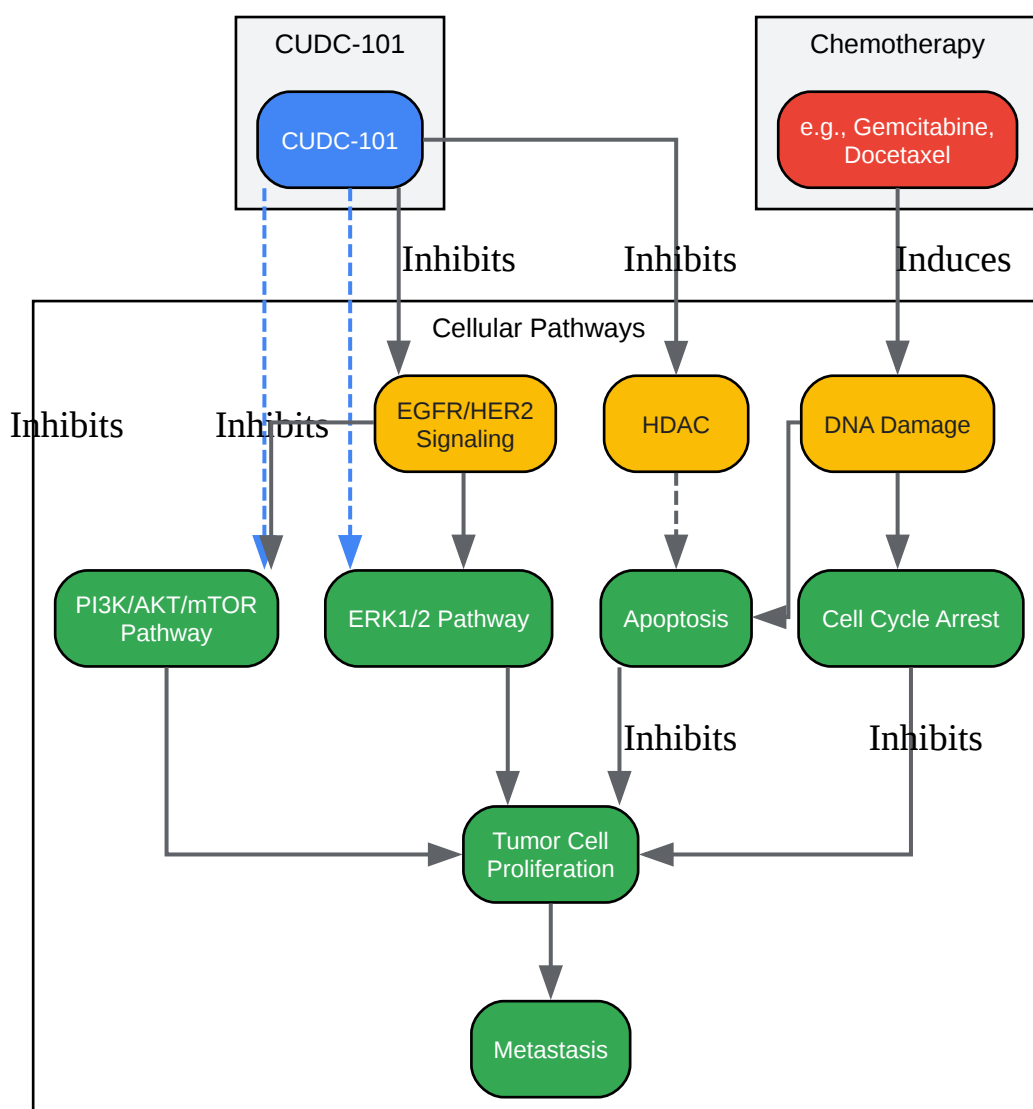 CUDC-101
Chemotherapy
CUDC-101
e.g., Gemcitabine,
Docetaxel
Inhibits
Inhibits
Induces
Cellular Pathways
Inhibits
Inhibits
EGFR/HER2
Signaling
HDAC
DNA Damage
PI3K/AKT/mTOR
Pathway
ERK1/2 Pathway
Apoptosis
Cell Cycle Arrest
Inhibits
Inhibits
Tumor Cell
Proliferation
Metastasis